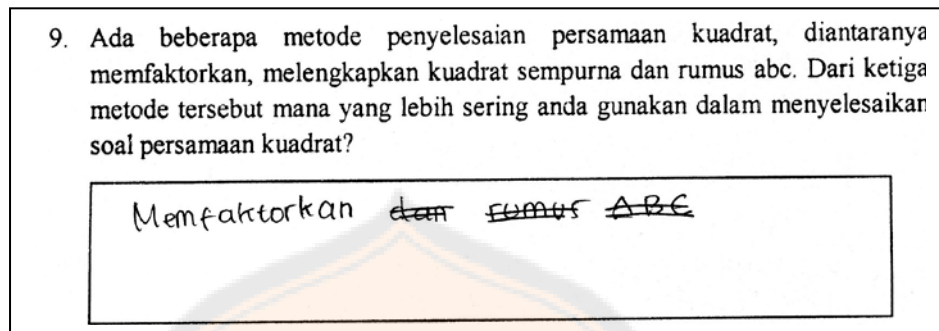 9. Ada beberapa metode penyelesaian persamaan kuadrat, diantaranya
memfaktorkan, melengkapkan kuadrat sempurna dan rumus abc. Dari ketiga
metode tersebut mana yang lebih sering anda gunakan dalam menyelesaikan
soal persamaan kuadrat?
Memfaktorkan dan rumus ABC